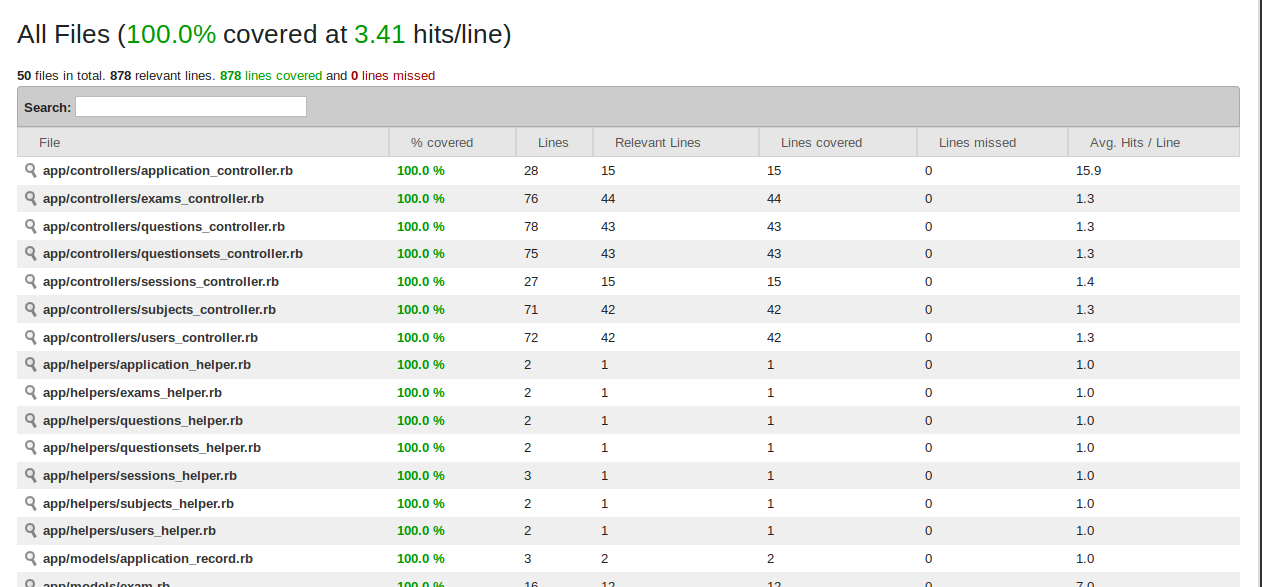 All Files (100.0% covered at 3.41 hits/line)
50 files in total. 878 relevant lines. 878 lines covered and 0 lines missed
Search:
File % covered Lines Relevant Lines Lines covered Lines missed Avg. Hits / Line
app/controllers/application_controller.rb 100.0 % 28 15 15 0 15.9
app/controllers/exams_controller.rb 100.0 % 76 44 44 0 1.3
app/controllers/questions_controller.rb 100.0 % 78 43 43 0 1.3
app/controllers/questionsets_controller.rb 100.0 % 75 43 43 0 1.3
app/controllers/sessions_controller.rb 100.0 % 27 15 15 0 1.4
app/controllers/subjects_controller.rb 100.0 % 71 42 42 0 1.3
app/controllers/users_controller.rb 100.0 % 72 42 42 0 1.3
app/helpers/application_helper.rb 100.0 % 2 1 1 0 1.0
app/helpers/exams_helper.rb 100.0 % 2 1 1 0 1.0
app/helpers/questions_helper.rb 100.0 % 2 1 1 0 1.0
app/helpers/questionsets_helper.rb 100.0 % 2 1 1 0 1.0
app/helpers/sessions_helper.rb 100.0 % 3 1 1 0 1.0
app/helpers/subjects_helper.rb 100.0 % 2 1 1 0 1.0
app/helpers/users_helper.rb 100.0 % 2 1 1 0 1.0
app/models/application_record.rb 100.0 % 3 2 2 0 1.0
app/models/exam.rb 100.0 % 16 12 12 0 7.0